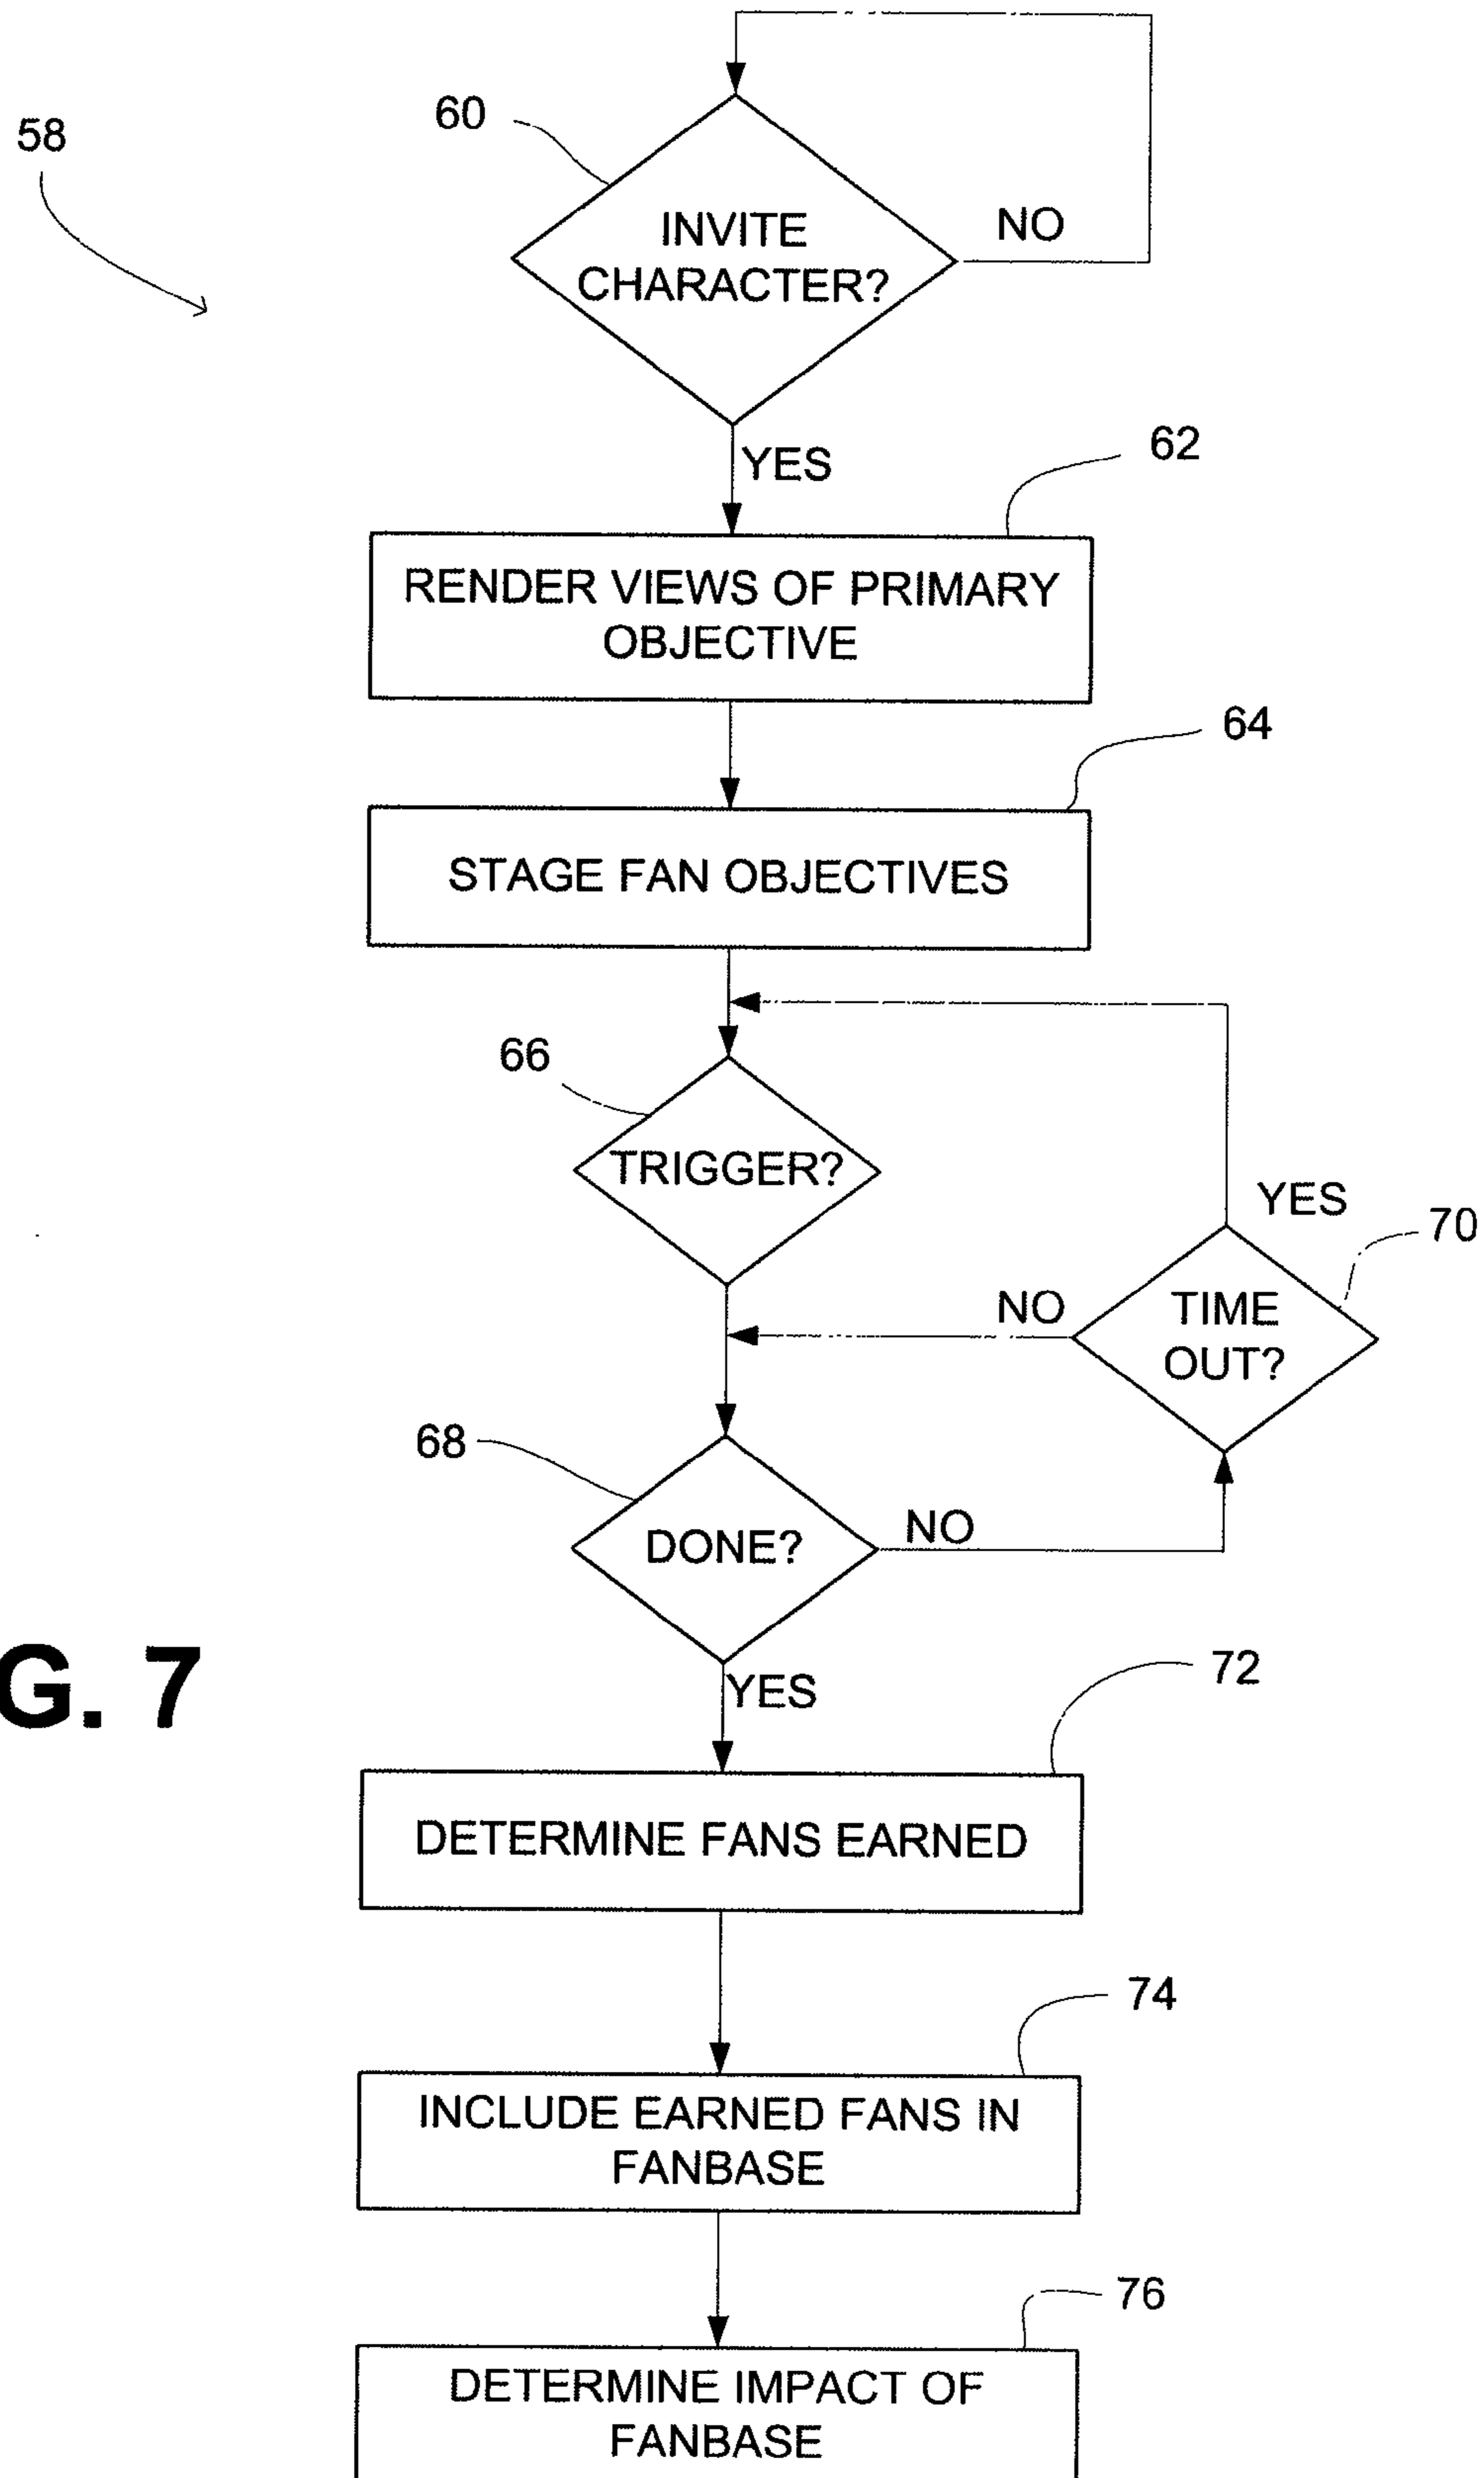 58
60
INVITE
CHARACTER?
NO
YES
62
RENDER VIEWS OF PRIMARY
OBJECTIVE
64
STAGE FAN OBJECTIVES
66
TRIGGER?
YES
70
NO
TIME
OUT?
68
DONE?
NO
YES
G. 7
72
DETERMINE FANS EARNED
74
INCLUDE EARNED FANS IN
FANBASE
76
DETERMINE IMPACT OF
FANBASE